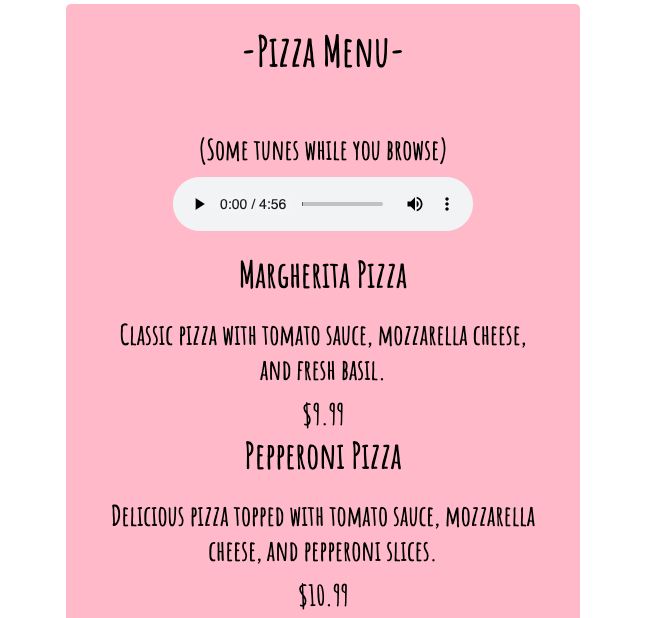 -Pizza Menu-
(Some tunes while you browse)
0:00 / 4:56
Margherita Pizza
Classic pizza with tomato sauce, mozzarella cheese,
and fresh basil.
$9.99
Pepperoni Pizza
Delicious pizza topped with tomato sauce, mozzarella
cheese, and pepperoni slices.
$10.99